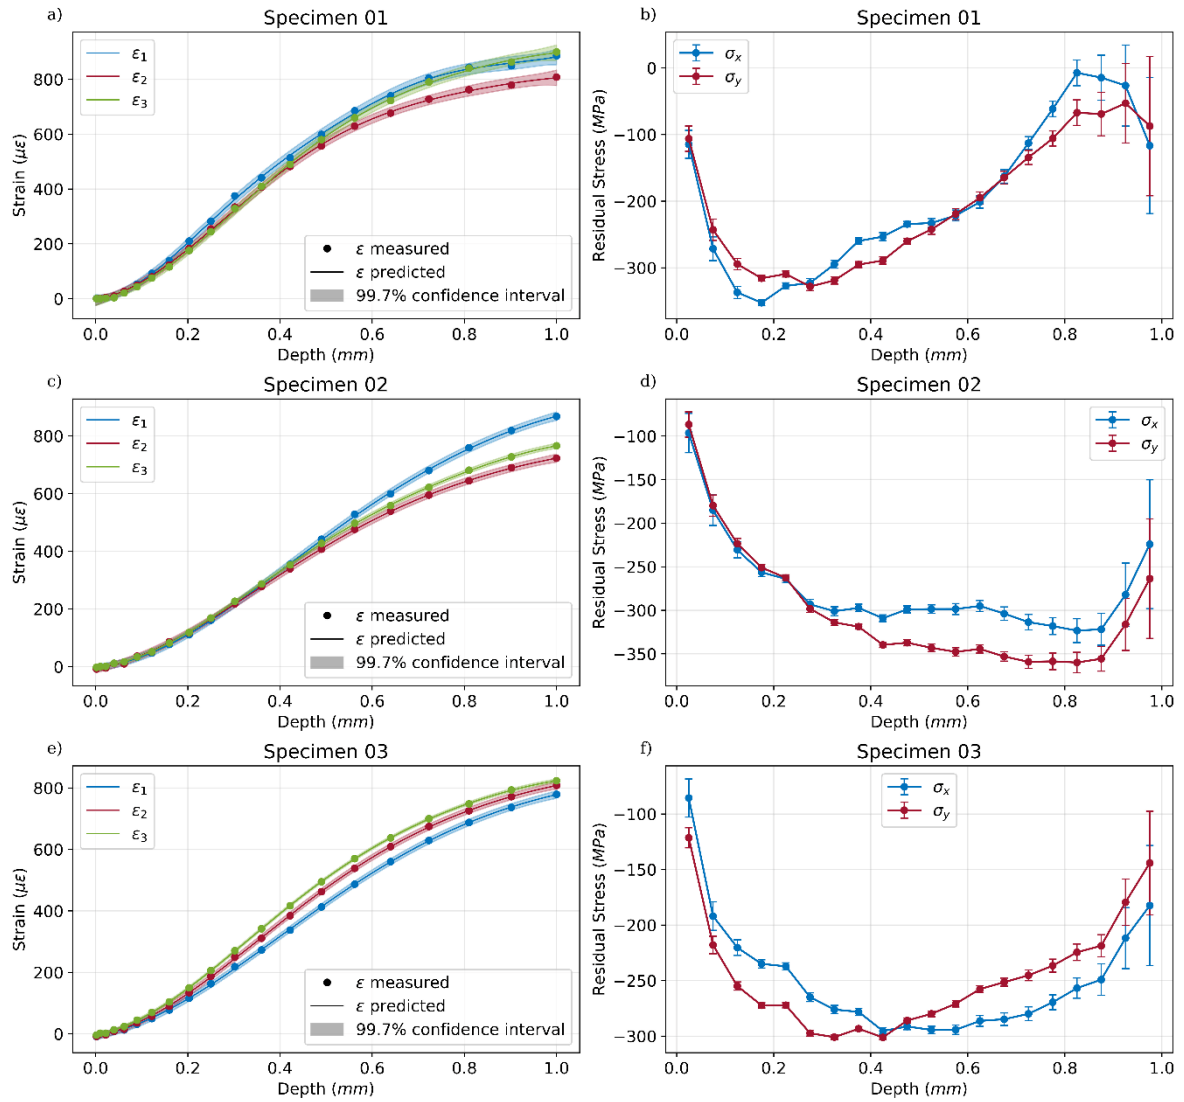 a)
Specimen 01
ε1
ε2
ε3
ε measured
ε predicted
99.7% confidence interval
Strain (με)
800
600
400
200
0
0.0 0.2 0.4 0.6 0.8 1.0
Depth (mm)
b)
Specimen 01
σx
σy
Residual Stress (MPa)
0
−100
−200
−300
0.0 0.2 0.4 0.6 0.8 1.0
Depth (mm)
c)
Specimen 02
ε1
ε2
ε3
ε measured
ε predicted
99.7% confidence interval
Strain (με)
800
600
400
200
0
0.0 0.2 0.4 0.6 0.8 1.0
Depth (mm)
d)
Specimen 02
σx
σy
Residual Stress (MPa)
−100
−150
−200
−250
−300
−350
0.0 0.2 0.4 0.6 0.8 1.0
Depth (mm)
e)
Specimen 03
ε1
ε2
ε3
ε measured
ε predicted
99.7% confidence interval
Strain (με)
800
600
400
200
0
0.0 0.2 0.4 0.6 0.8 1.0
Depth (mm)
f)
Specimen 03
σx
σy
Residual Stress (MPa)
−100
−150
−200
−250
−300
0.0 0.2 0.4 0.6 0.8 1.0
Depth (mm)